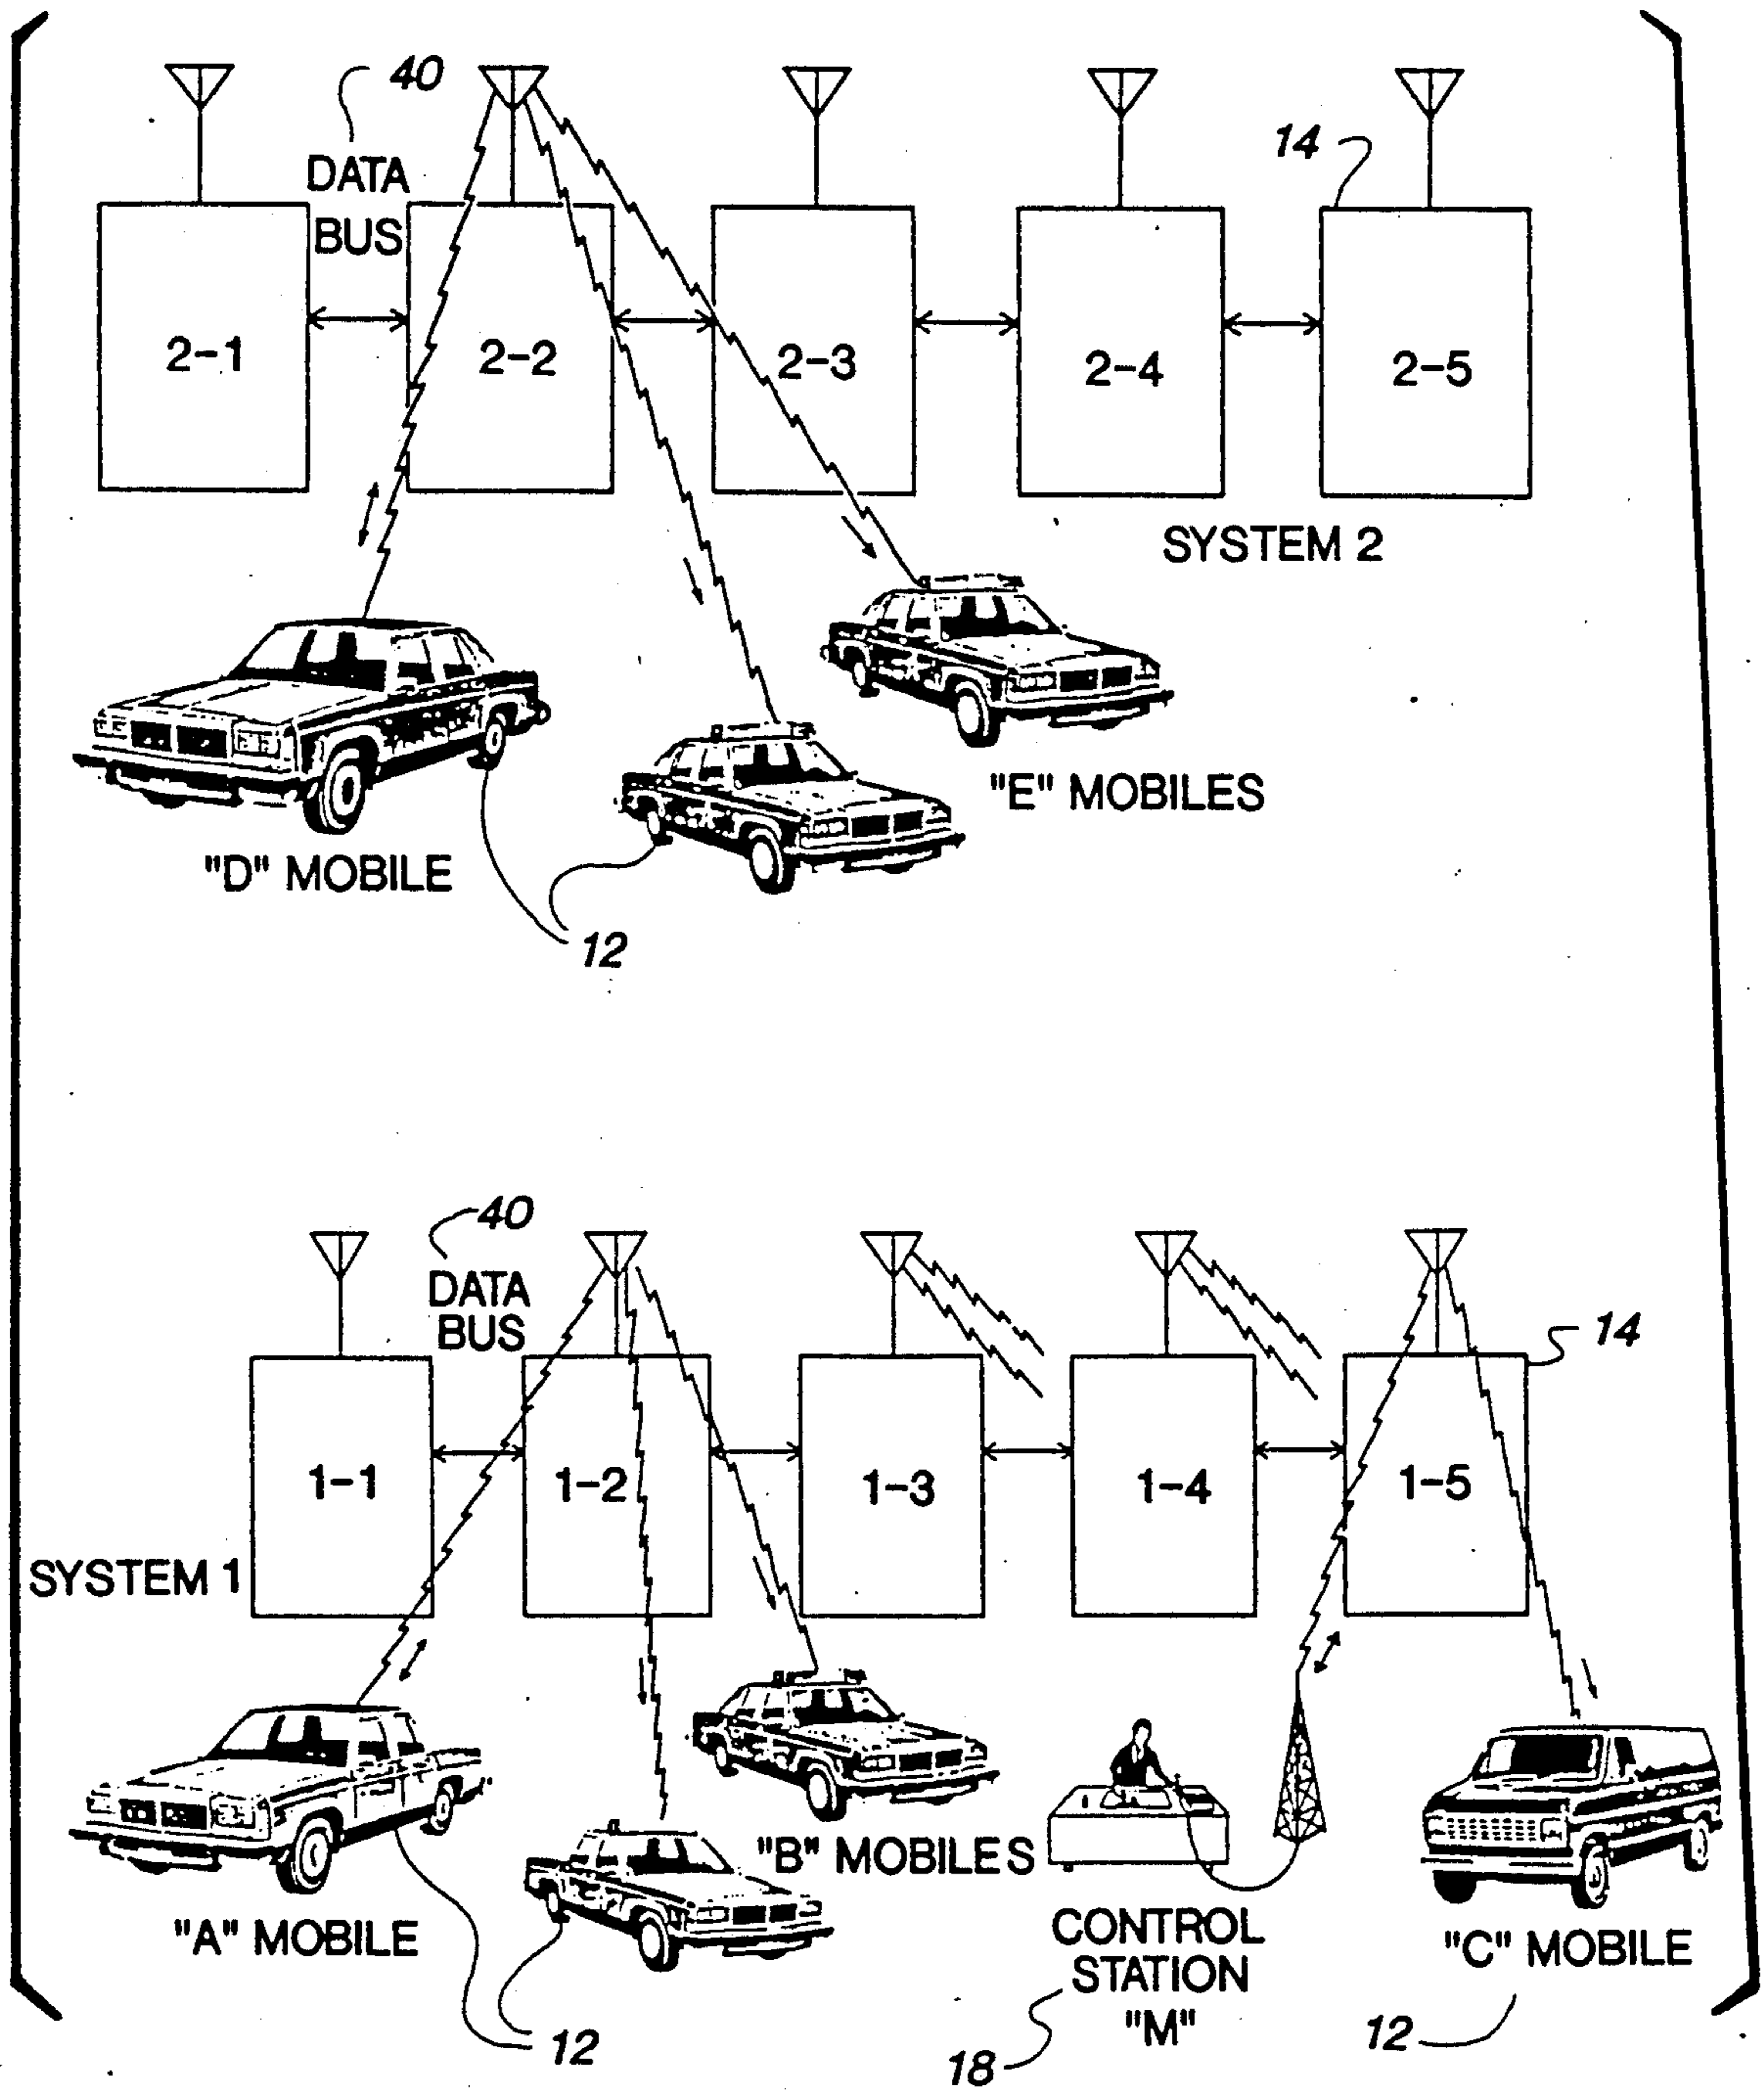 40
DATA
BUS
14
2-1
2-2
2-3
2-4
2-5
SYSTEM 2
"E" MOBILES
"D" MOBILE
12
40
DATA
BUS
14
1-1
1-2
1-3
1-4
1-5
SYSTEM 1
"B" MOBILES
"A" MOBILE
CONTROL
STATION
"M"
"C" MOBILE
12
18
12